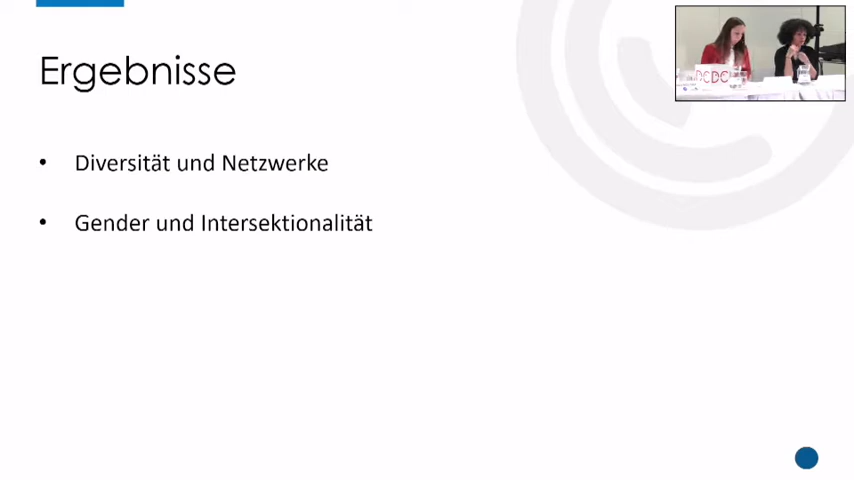 Ergebnisse
• Diversität und Netzwerke
• Gender und Intersektionalität